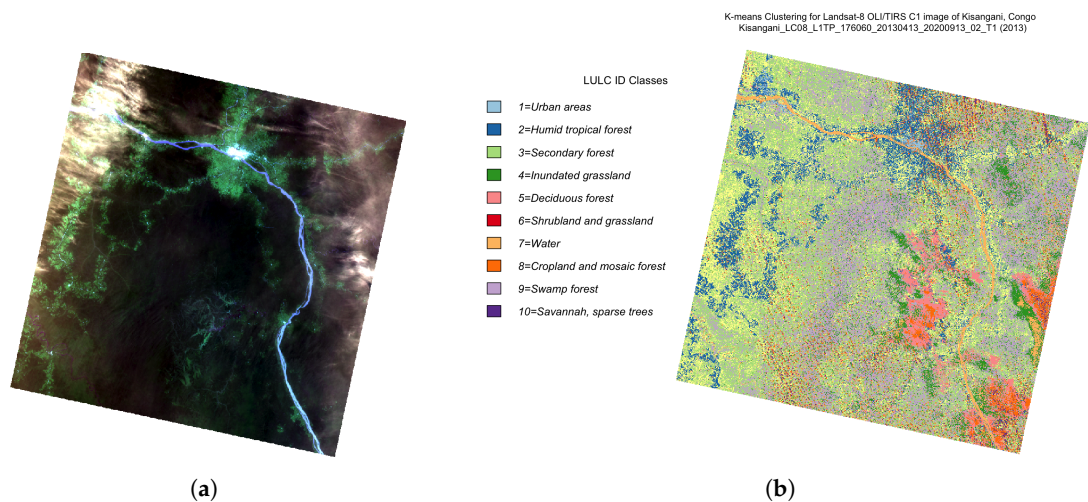 K-means Clustering for Landsat-8 OLI/TIRS C1 image of Kisangani, Congo
Kisangani_LC08_L1TP_176060_20130413_20200913_02_T1 (2013)
LULC ID Classes
1=Urban areas
2=Humid tropical forest
3=Secondary forest
4=Inundated grassland
5=Deciduous forest
6=Shrubland and grassland
7=Water
8=Cropland and mosaic forest
9=Swamp forest
10=Savannah, sparse trees
(a)
(b)